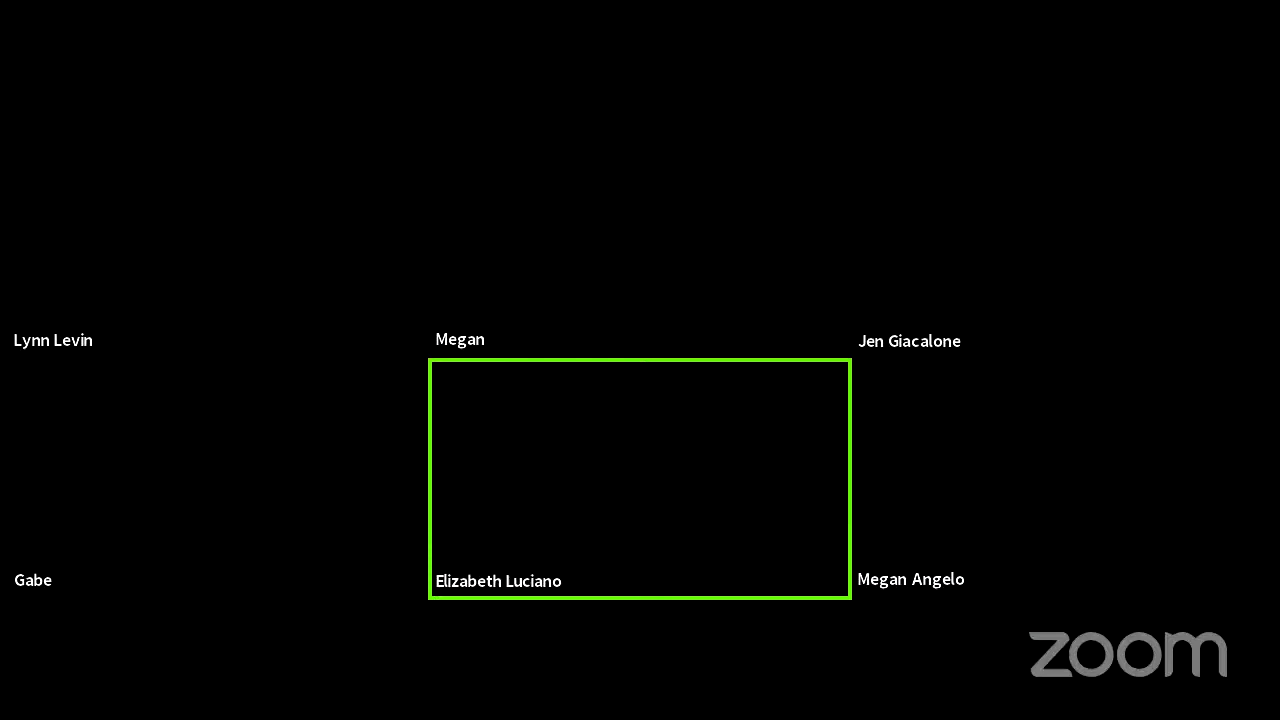 Lynn Levin
Megan
Jen Giacalone
Gabe
Elizabeth Luciano
Megan Angelo
zoom